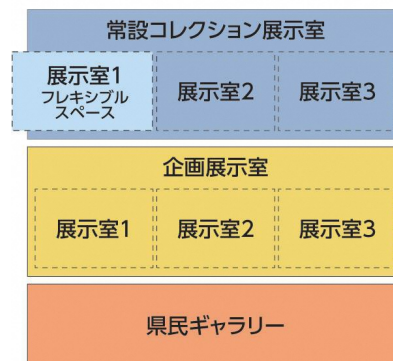 常設コレクション展示室
展示室1
フレキシブル
スペース
展示室2
展示室3
企画展示室
展示室1
展示室2
展示室3
県民ギャラリー